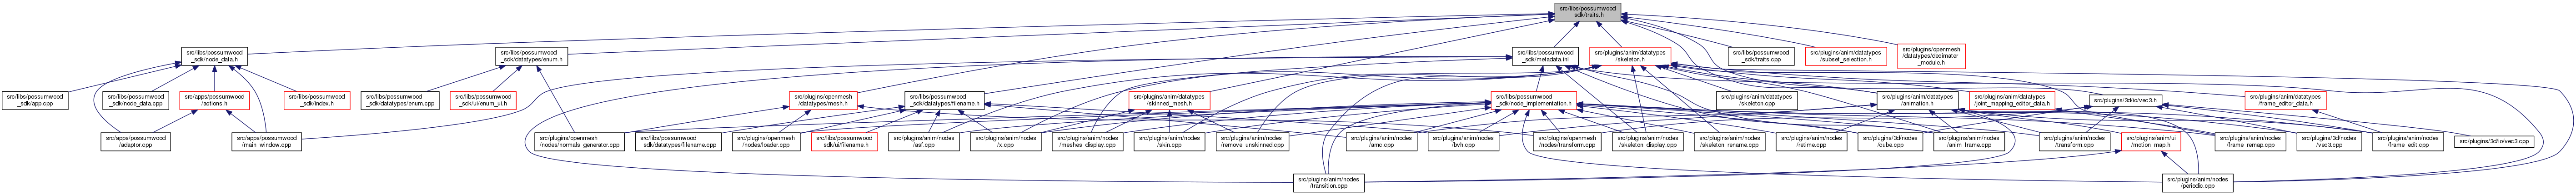 src/libs/possumwood
_sdk/traits.h
src/libs/possumwood
_sdk/node_data.h
src/libs/possumwood
_sdk/datatypes/enum.h
src/libs/possumwood
_sdk/metadata.inl
src/plugins/anim/datatypes
/skeleton.h
src/libs/possumwood
_sdk/traits.cpp
src/plugins/anim/datatypes
/subset_selection.h
src/plugins/openmesh
/datatypes/decimater
_module.h
src/libs/possumwood
_sdk/app.cpp
src/libs/possumwood
_sdk/node_data.cpp
src/apps/possumwood
/actions.h
src/libs/possumwood
_sdk/index.h
src/libs/possumwood
_sdk/datatypes/enum.cpp
src/libs/possumwood
_sdk/ui/enum_ui.h
src/plugins/openmesh
/datatypes/mesh.h
src/libs/possumwood
_sdk/datatypes/filename.h
src/plugins/anim/datatypes
/skinned_mesh.h
src/libs/possumwood
_sdk/node_implementation.h
src/plugins/anim/datatypes
/skeleton.cpp
src/plugins/anim/datatypes
/animation.h
src/plugins/anim/datatypes
/joint_mapping_editor_data.h
src/plugins/3d/io/vec3.h
src/plugins/anim/datatypes
/frame_editor_data.h
src/apps/possumwood
/adaptor.cpp
src/apps/possumwood
/main_window.cpp
src/plugins/openmesh
/nodes/normals_generator.cpp
src/libs/possumwood
_sdk/datatypes/filename.cpp
src/plugins/openmesh
/nodes/loader.cpp
src/libs/possumwood
_sdk/ui/filename.h
src/plugins/anim/nodes
/asf.cpp
src/plugins/anim/nodes
/x.cpp
src/plugins/anim/nodes
/meshes_display.cpp
src/plugins/anim/nodes
/skin.cpp
src/plugins/anim/nodes
/remove_unskinned.cpp
src/plugins/anim/nodes
/amc.cpp
src/plugins/anim/nodes
/bvh.cpp
src/plugins/openmesh
/nodes/transform.cpp
src/plugins/anim/nodes
/skeleton_display.cpp
src/plugins/anim/nodes
/skeleton_rename.cpp
src/plugins/anim/nodes
/retime.cpp
src/plugins/3d/nodes
/cube.cpp
src/plugins/anim/nodes
/anim_frame.cpp
src/plugins/anim/nodes
/transform.cpp
src/plugins/anim/ui
/motion_map.h
src/plugins/anim/nodes
/frame_remap.cpp
src/plugins/3d/nodes
/vec3.cpp
src/plugins/anim/nodes
/frame_edit.cpp
src/plugins/3d/io/vec3.cpp
src/plugins/anim/nodes
/transition.cpp
src/plugins/anim/nodes
/periodic.cpp